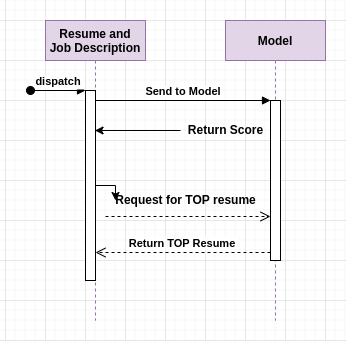 Resume and
Job Description
Model
dispatch
Send to Model
Return Score
Request for TOP resume
Return TOP Resume